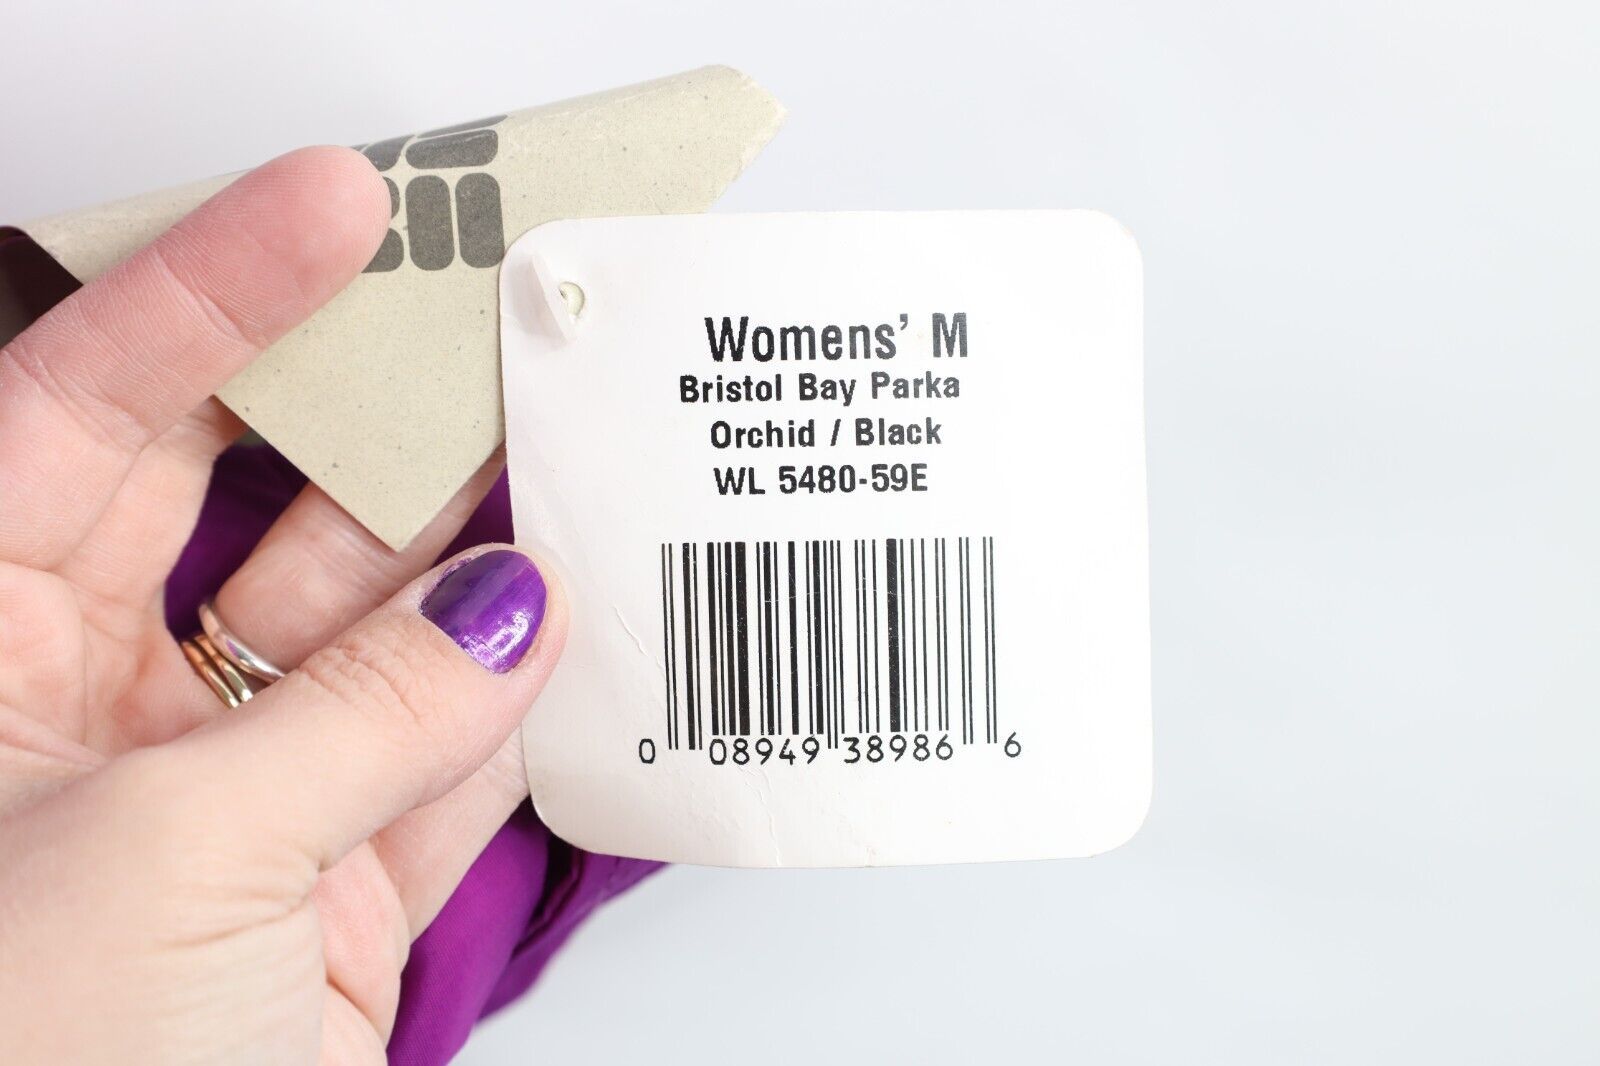 Womens' M
Bristol Bay Parka
Orchid / Black
WL 5480-59E
0 08949 38986 6